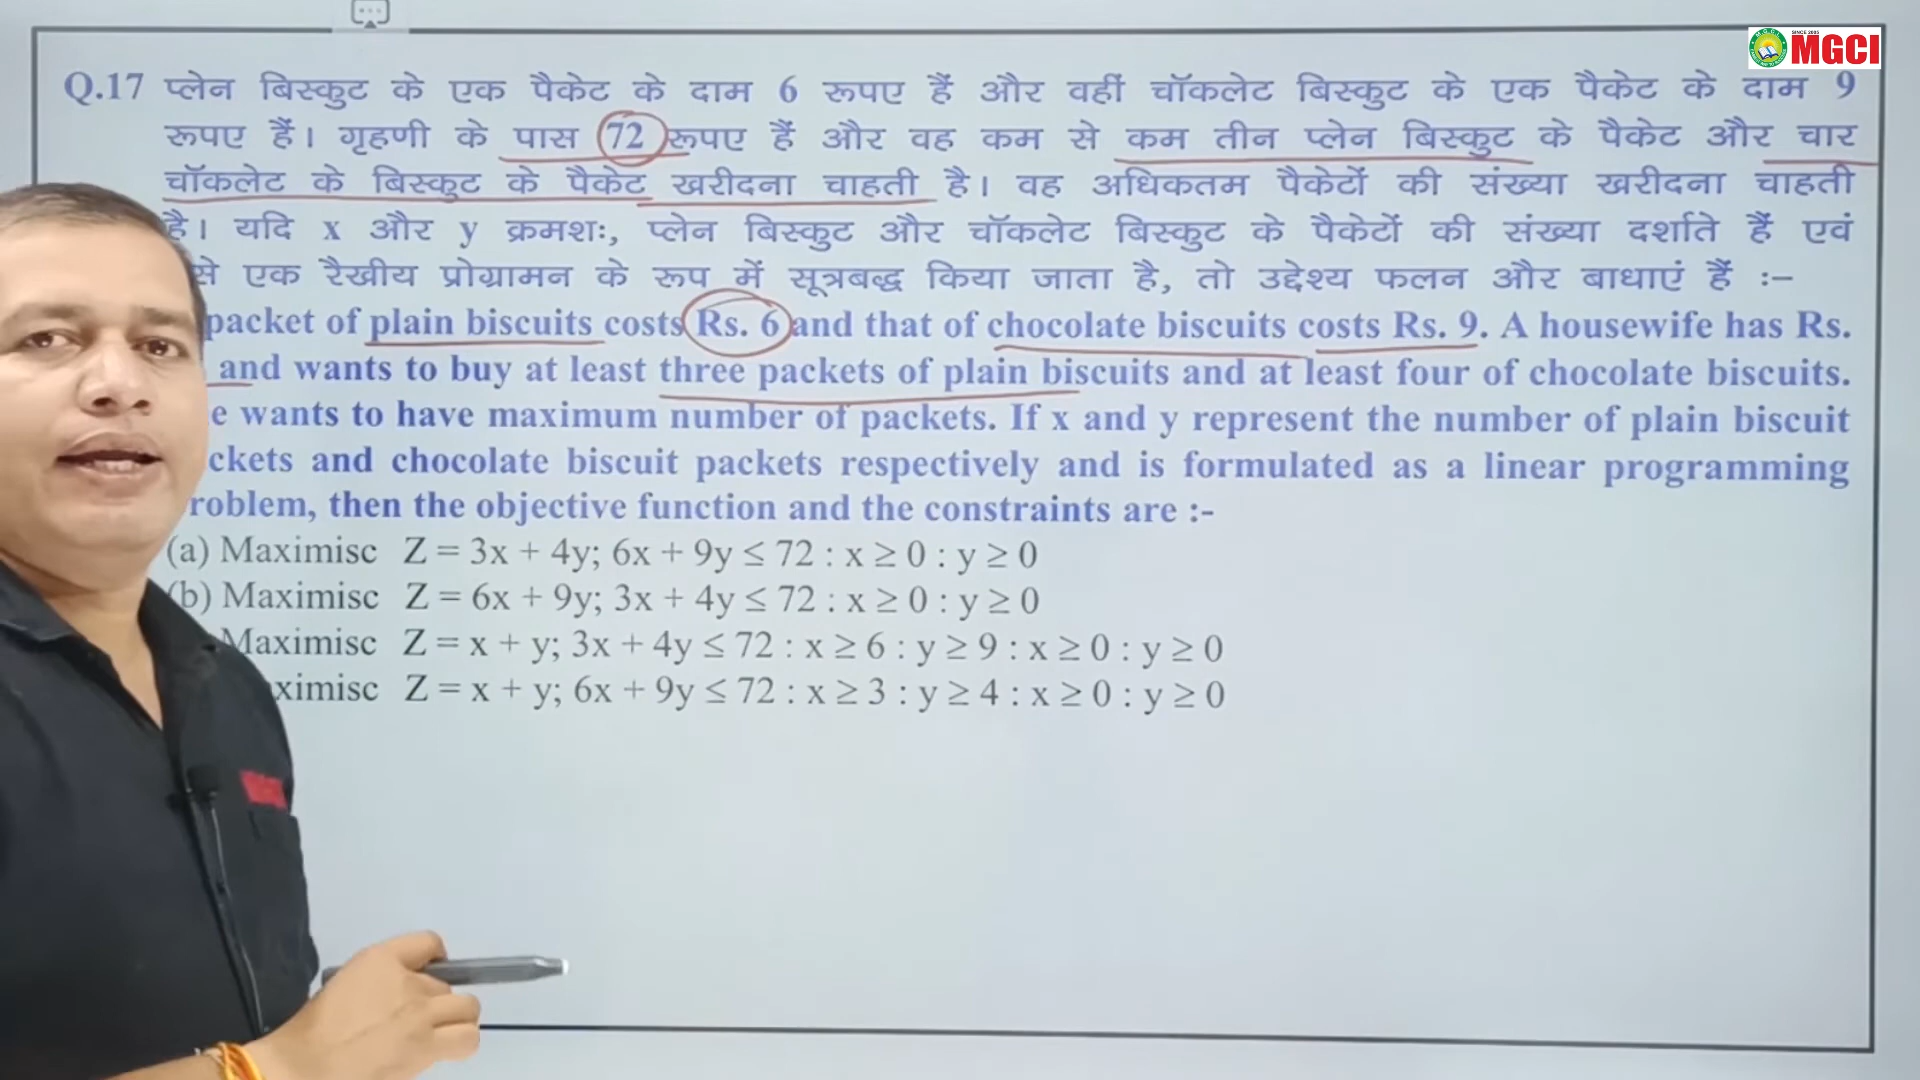 SINCE 2005
MGCI
Q.17 प्लेन बिस्कुट के एक पैकेट के दाम 6 रूपए हैं और वहीं चॉकलेट बिस्कुट के एक पैकेट के दाम 9
रूपए हैं। गृहणी के पास 72 रूपए हैं और वह कम से कम तीन प्लेन बिस्कुट के पैकेट और चार
चॉकलेट के बिस्कुट के पैकेट खरीदना चाहती है। वह अधिकतम पैकेटों की संख्या खरीदना चाहती
है। यदि x और y क्रमशः, प्लेन बिस्कुट और चॉकलेट बिस्कुट के पैकेटों की संख्या दर्शाते हैं एवं
से एक रैखीय प्रोग्रामन के रूप में सूत्रबद्ध किया जाता है, तो उद्देश्य फलन और बाधाएं हैं :–
packet of plain biscuits costs Rs. 6 and that of chocolate biscuits costs Rs. 9. A housewife has Rs.
and wants to buy at least three packets of plain biscuits and at least four of chocolate biscuits.
e wants to have maximum number of packets. If x and y represent the number of plain biscuit
ckets and chocolate biscuit packets respectively and is formulated as a linear programming
roblem, then the objective function and the constraints are :-
(a) Maximisc Z = 3x + 4y; 6x + 9y ≤ 72 : x ≥ 0 : y ≥ 0
(b) Maximisc Z = 6x + 9y; 3x + 4y ≤ 72 : x ≥ 0 : y ≥ 0
Maximisc Z = x + y; 3x + 4y ≤ 72 : x ≥ 6 : y ≥ 9 : x ≥ 0 : y ≥ 0
ximisc Z = x + y; 6x + 9y ≤ 72 : x ≥ 3 : y ≥ 4 : x ≥ 0 : y ≥ 0